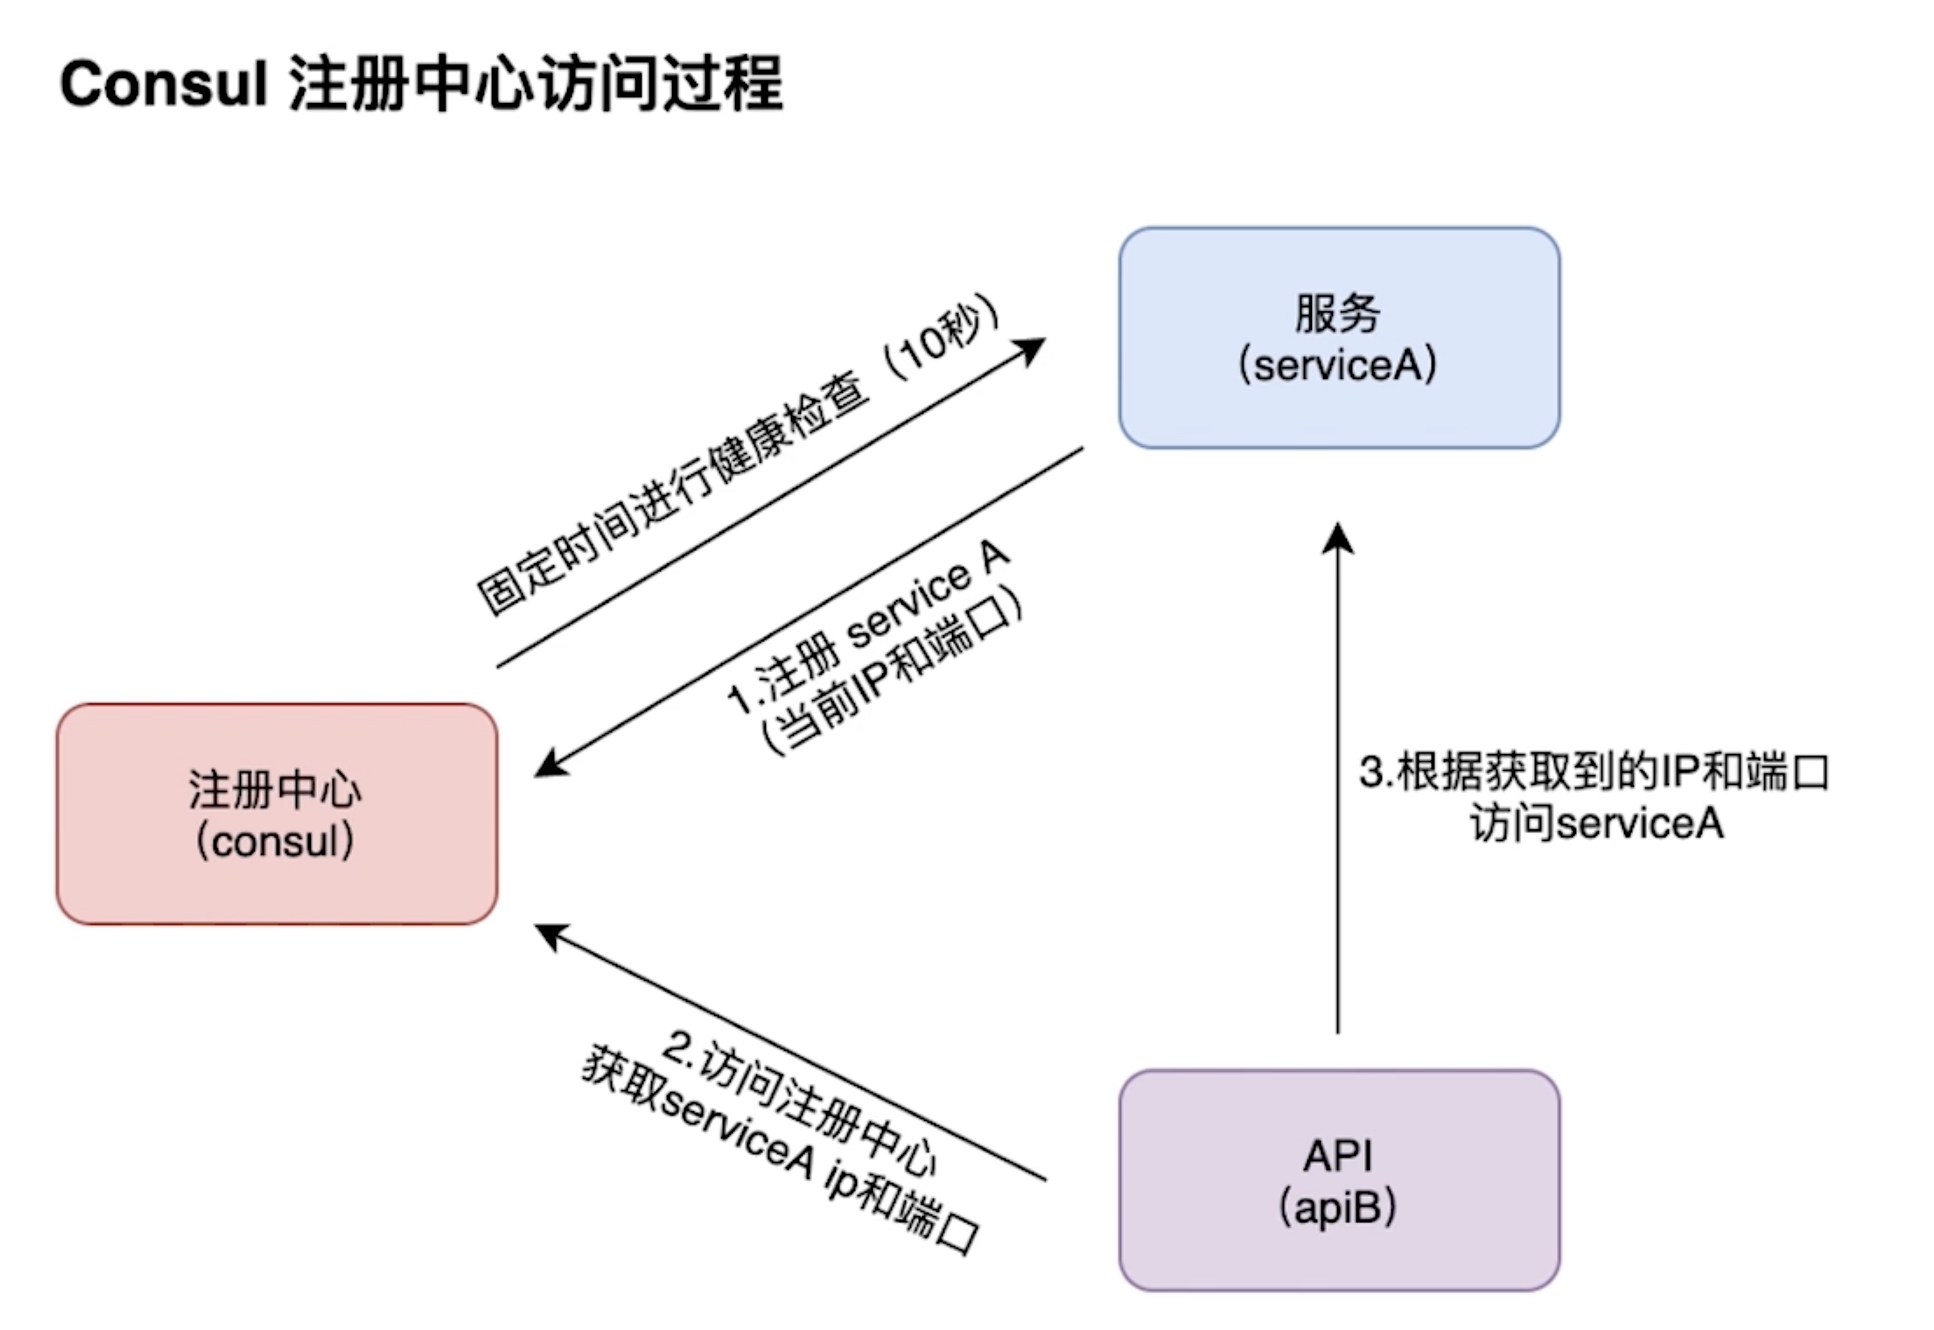 Consul 注册中心访问过程
服务
(serviceA)
固定时间进行健康检查（10秒）
1.注册 service A
(当前IP和端口)
注册中心
(consul)
3.根据获取到的IP和端口
访问serviceA
2.访问注册中心
获取serviceA ip和端口
API
(apiB)